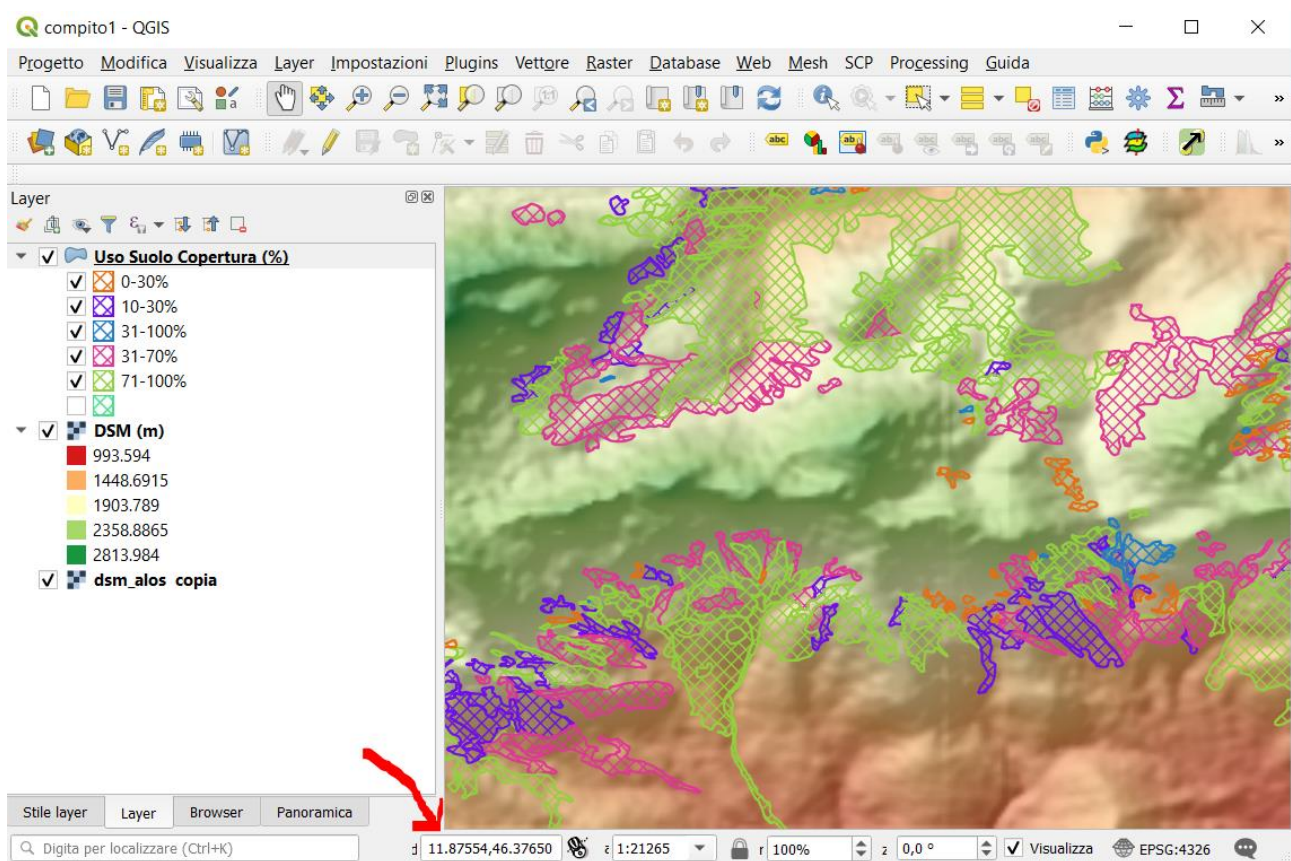 compito1 - QGIS
Progetto Modifica Visualizza Layer Impostazioni Plugins Vettore Raster Database Web Mesh SCP Processing Guida
Layer
Uso Suolo Copertura (%)
0-30%
10-30%
31-100%
31-70%
71-100%
DSM (m)
993.594
1448.6915
1903.789
2358.8865
2813.984
dsm_alos copia
Stile layer Layer Browser Panoramica
Digita per localizzare (Ctrl+K) 11.87554,46.37650 1:21265 r 100% z 0,0 ° Visualizza EPSG:4326